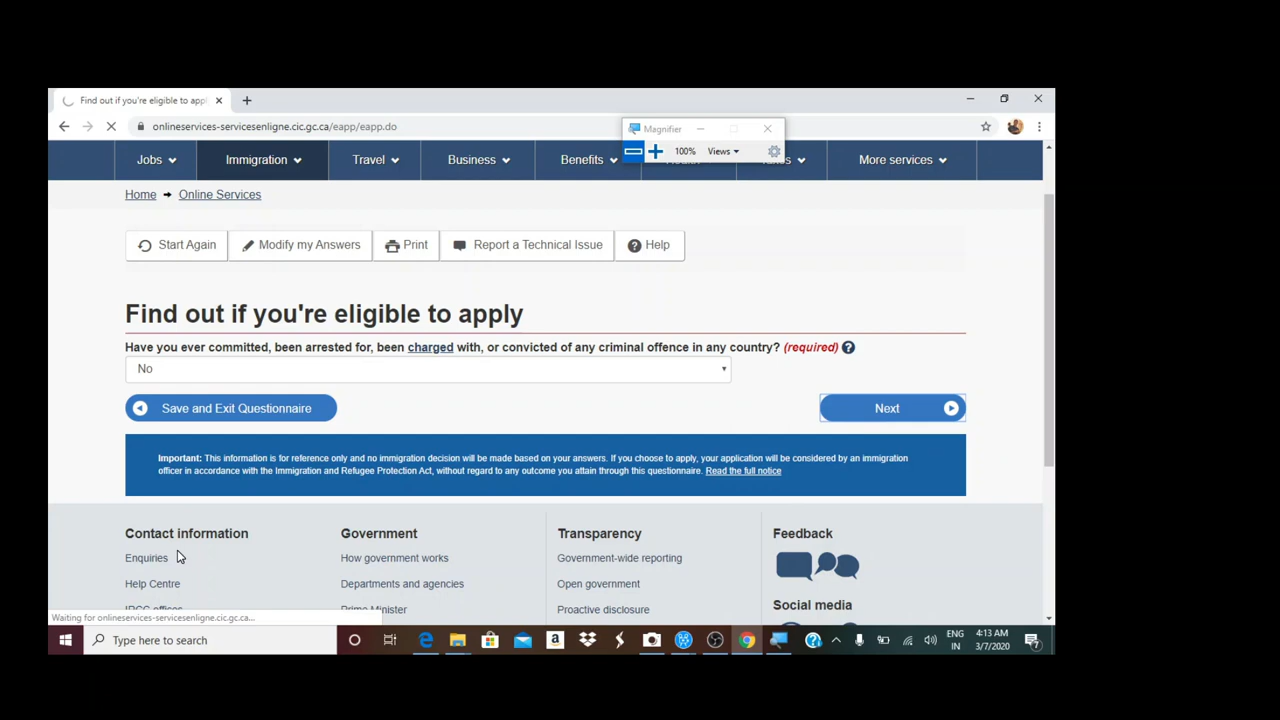 Find out if you're eligible to appl
onlineservices-servicesenligne.cic.gc.ca/eapp/eapp.do
Magnifier
100% Views
Jobs Immigration Travel Business Benefits More services
Home Online Services
Start Again Modify my Answers Print Report a Technical Issue Help
Find out if you're eligible to apply
Have you ever committed, been arrested for, been charged with, or convicted of any criminal offence in any country? (required)
No
Save and Exit Questionnaire Next
Important: This information is for reference only and no immigration decision will be made based on your answers. If you choose to apply, your application will be considered by an immigration
officer in accordance with the Immigration and Refugee Protection Act, without regard to any outcome you attain through this questionnaire. Read the full notice
Contact information Government Transparency Feedback
Enquiries How government works Government-wide reporting
Help Centre Departments and agencies Open government
Social media
IRCC offices Prime Minister Proactive disclosure
Waiting for onlineservices-servicesenligne.cic.gc.ca...
Type here to search
ENG 4:13 AM
IN 3/7/2020